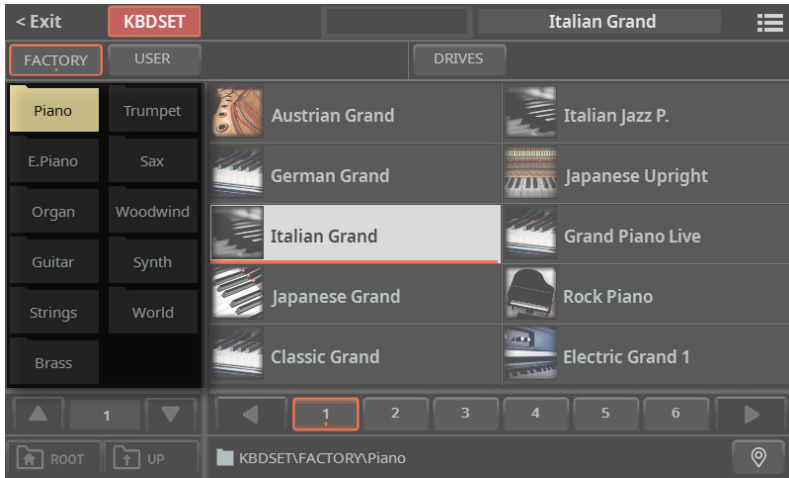 < Exit KBDSET Italian Grand
FACTORY USER DRIVES
Piano Trumpet Austrian Grand Italian Jazz P.
E.Piano Sax German Grand Japanese Upright
Organ Woodwind Italian Grand Grand Piano Live
Guitar Synth Japanese Grand Rock Piano
Strings World Classic Grand Electric Grand 1
Brass
1 1 2 3 4 5 6
ROOT UP KBDSET\FACTORY\Piano